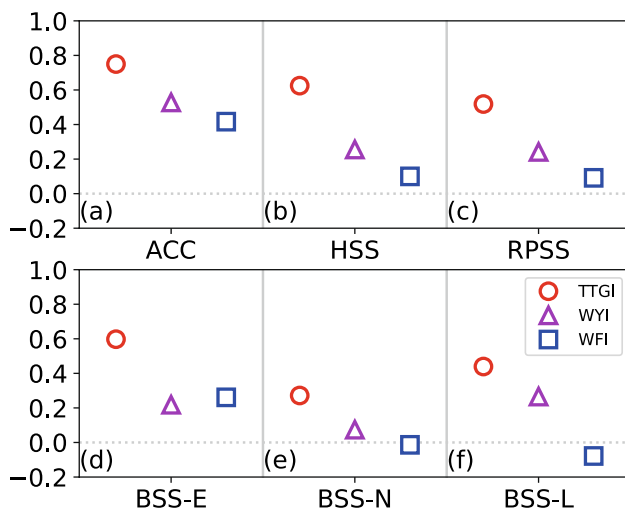 1.0
0.8
0.6
0.4
0.2
0.0
−0.2
(a) (b) (c)
ACC HSS RPSS
1.0
0.8
0.6
0.4
0.2
0.0
−0.2
TTGI
WYI
WFI
(d) (e) (f)
BSS-E BSS-N BSS-L